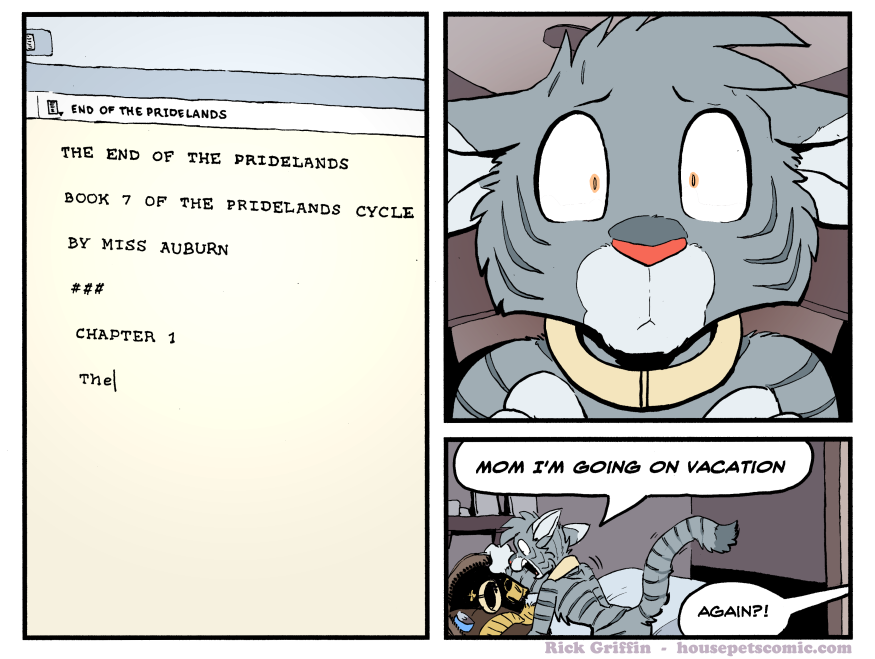 END OF THE PRIDELANDS
THE END OF THE PRIDELANDS
BOOK 7 OF THE PRIDELANDS CYCLE
BY MISS AUBURN
###
CHAPTER 1
The
MOM I'M GOING ON VACATION
AGAIN?!
Rick Griffin - housepetscomic.com